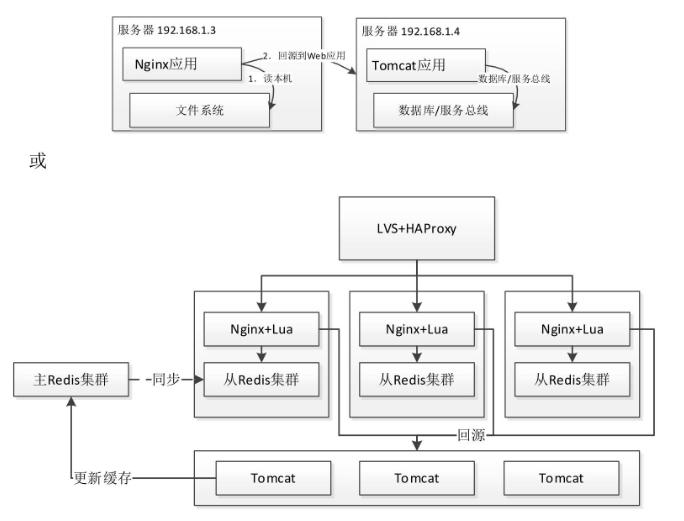 服务器 192.168.1.3
服务器 192.168.1.4
Nginx应用
2. 回源到Web应用
Tomcat应用
1. 读本机
数据库/服务总线
文件系统
数据库/服务总线
或
LVS+HAProxy
Nginx+Lua
Nginx+Lua
Nginx+Lua
主Redis集群
同步
从Redis集群
从Redis集群
从Redis集群
回源
更新缓存
Tomcat
Tomcat
Tomcat